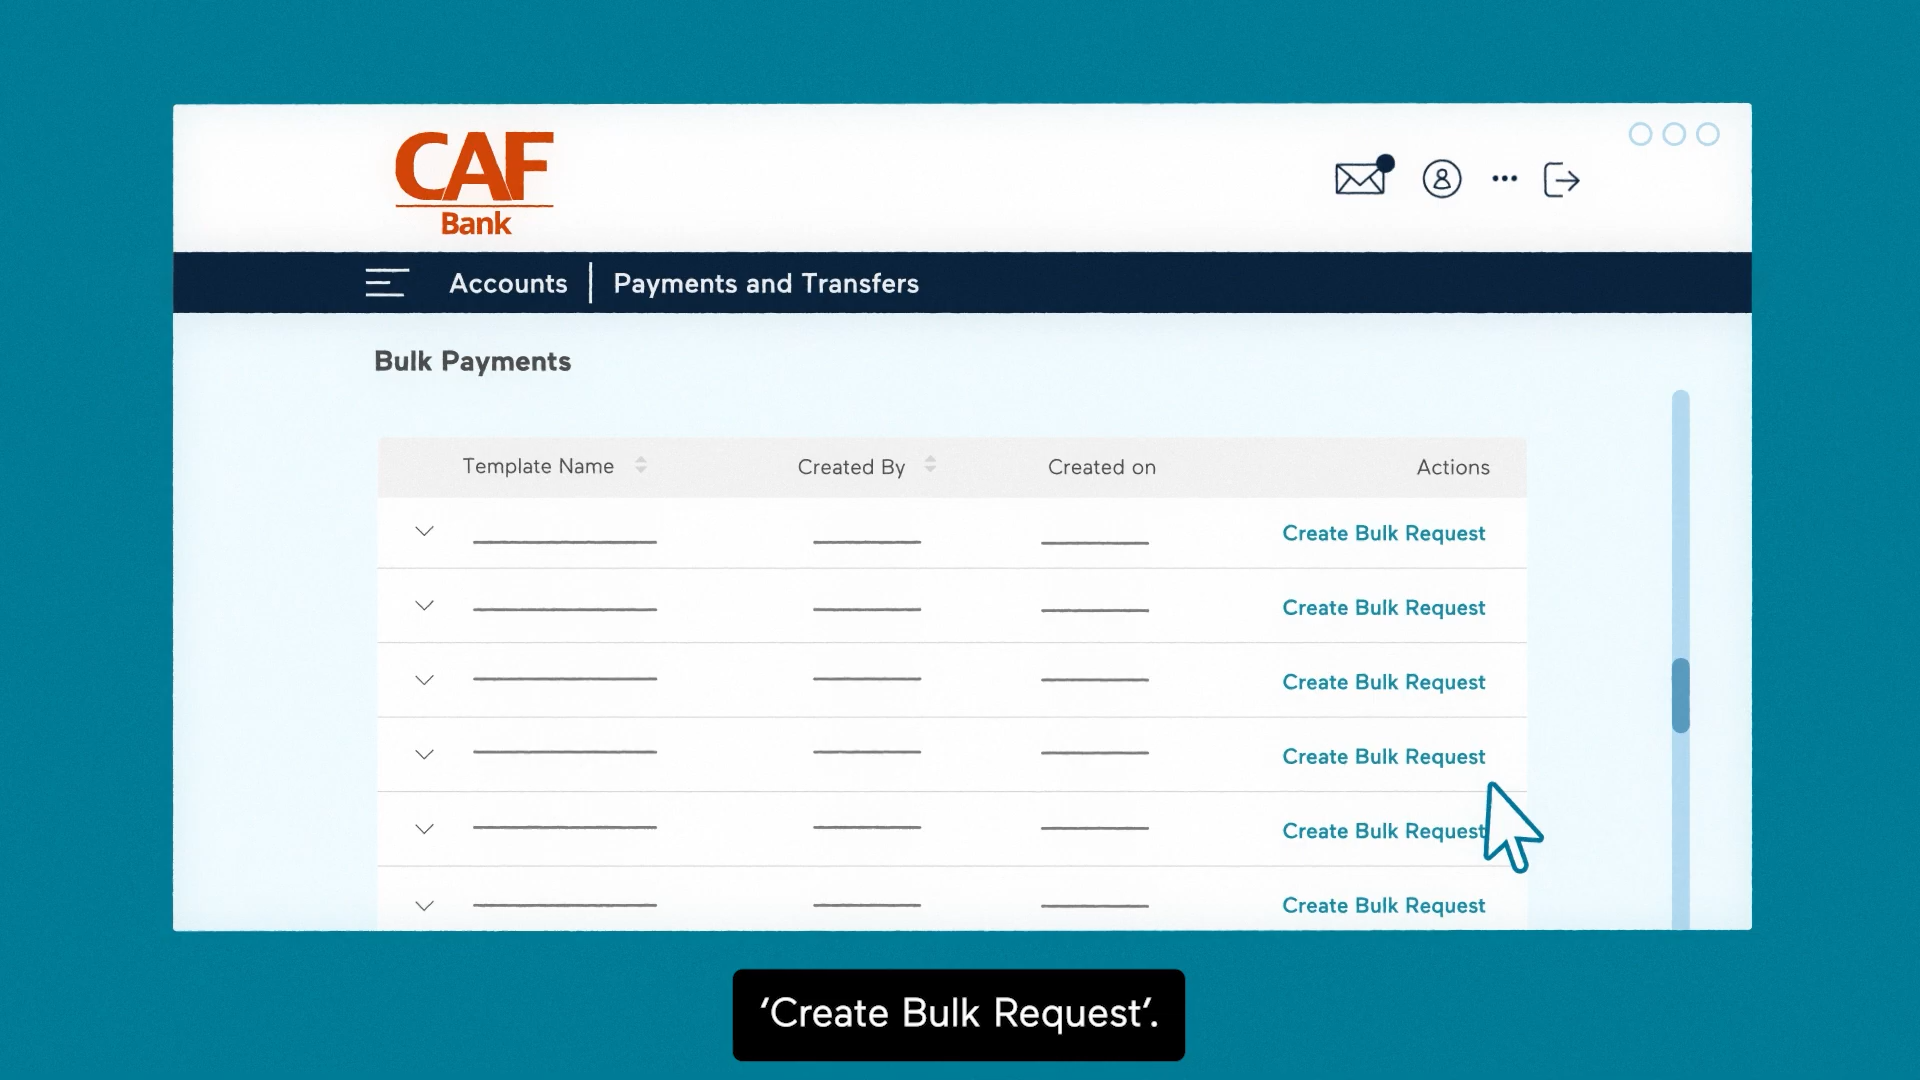 CAF
Bank
Accounts | Payments and Transfers
Bulk Payments
Template Name Created By Created on Actions
Create Bulk Request
Create Bulk Request
Create Bulk Request
Create Bulk Request
Create Bulk Request
Create Bulk Request
‘Create Bulk Request’.